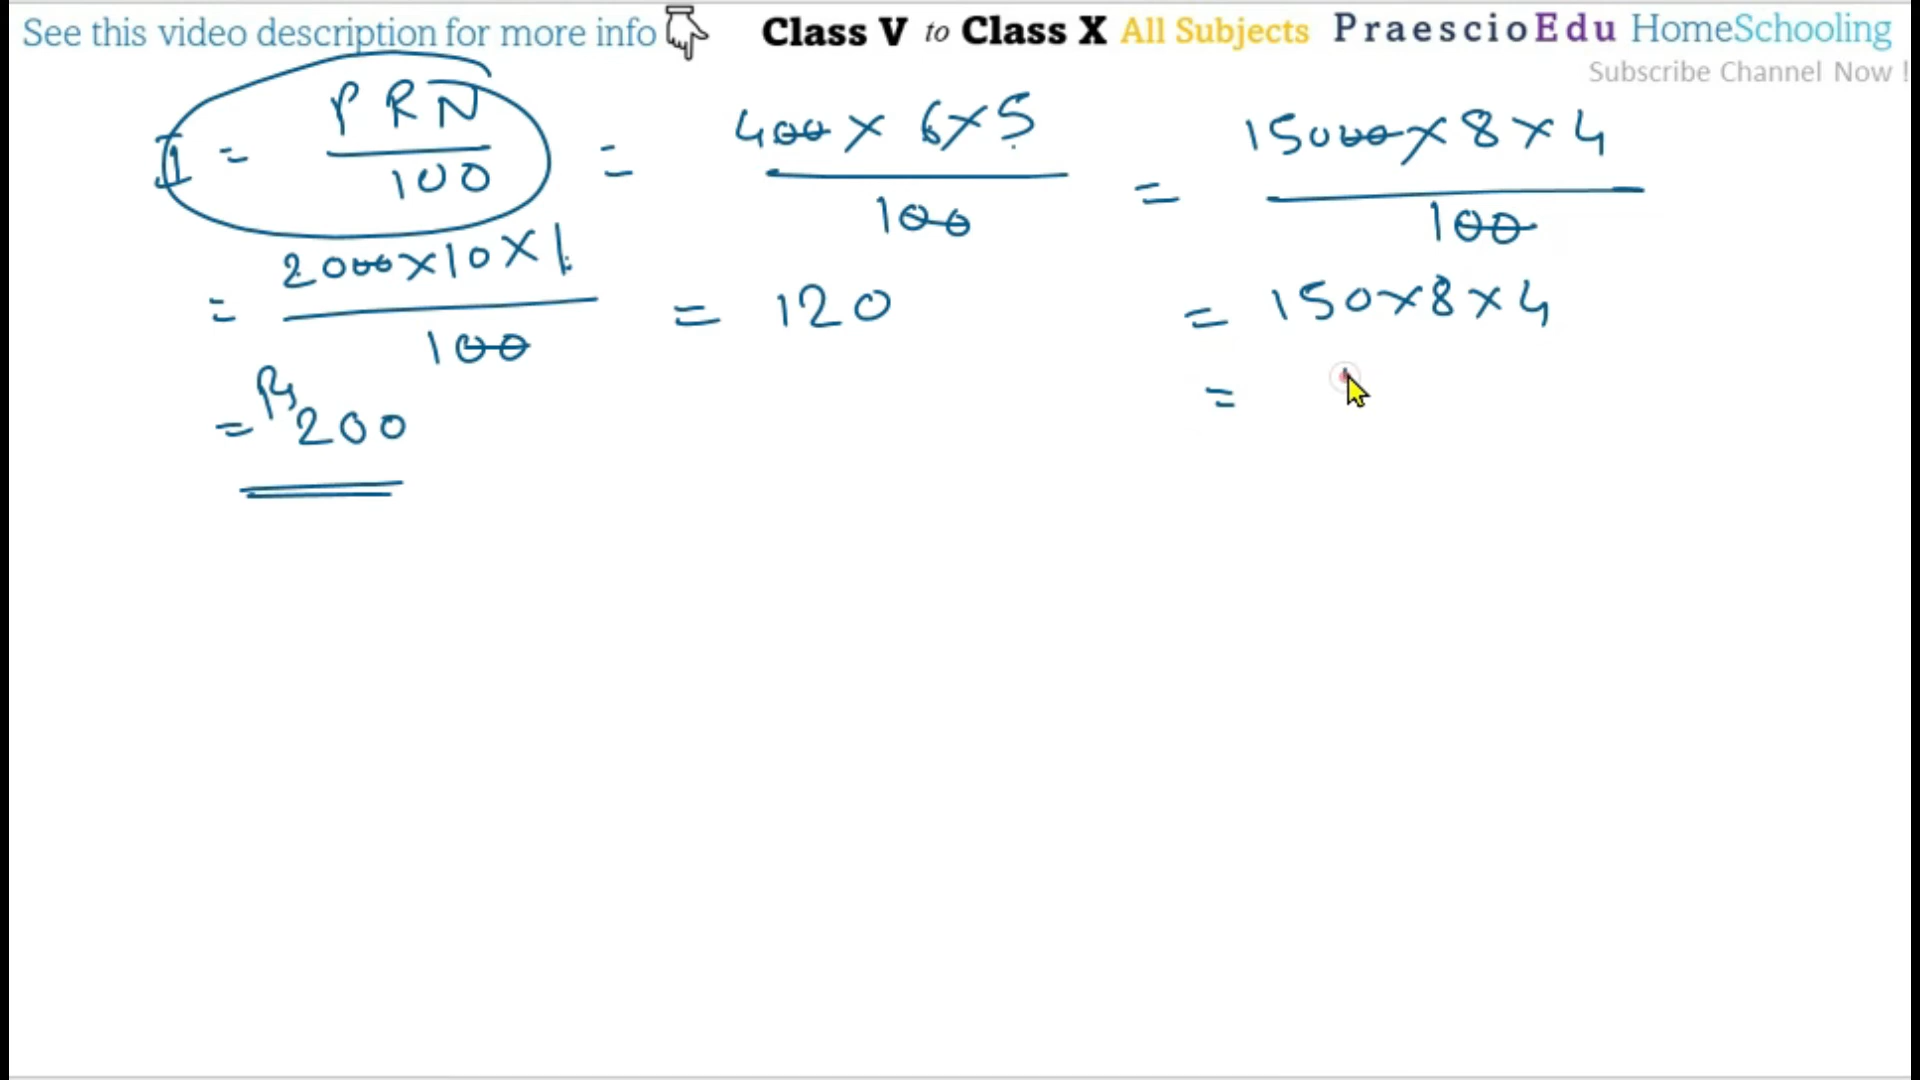 See this video description for more info Class V to Class X All Subjects PraescioEdu HomeSchooling
Subscribe Channel Now !
I = PRN / 100
= 2000 x 10 x 1 / 100
= Rs 200
= 400 x 6 x 5 / 100
= 120
= 15000 x 8 x 4 / 100
= 150 x 8 x 4
=